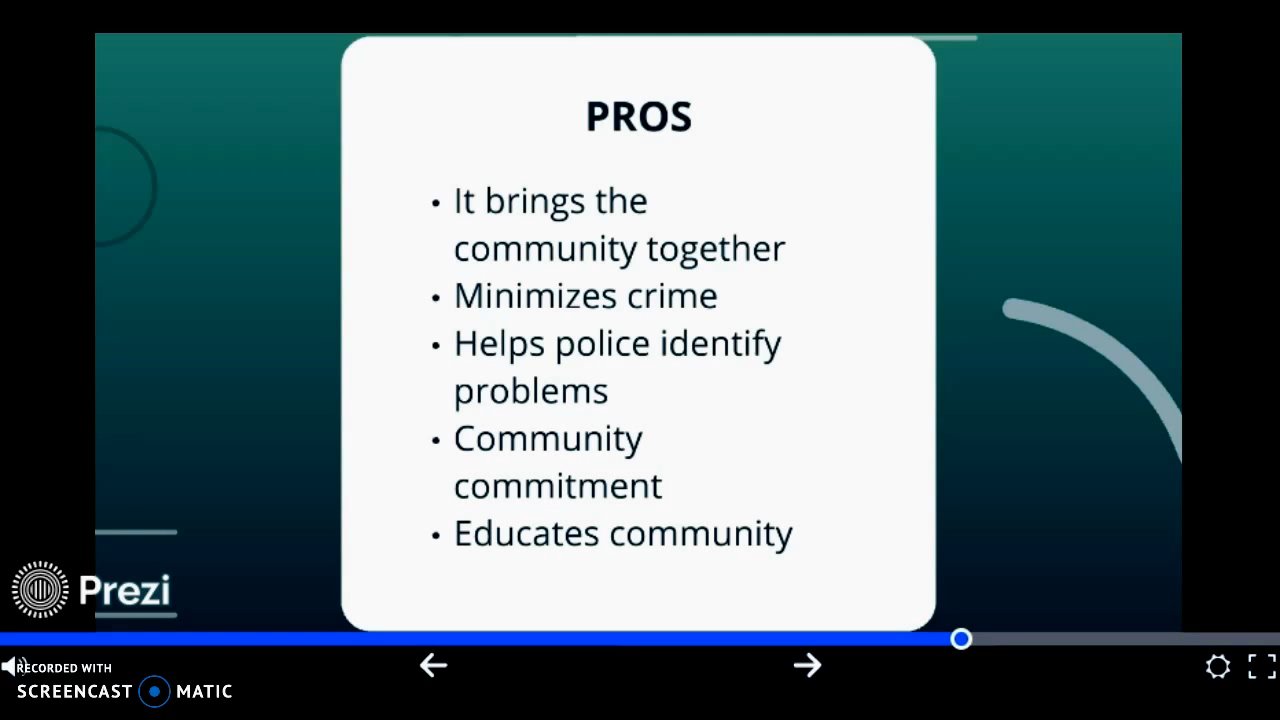 PROS
• It brings the
community together
• Minimizes crime
• Helps police identify
problems
• Community
commitment
• Educates community
Prezi
RECORDED WITH
SCREENCAST MATIC